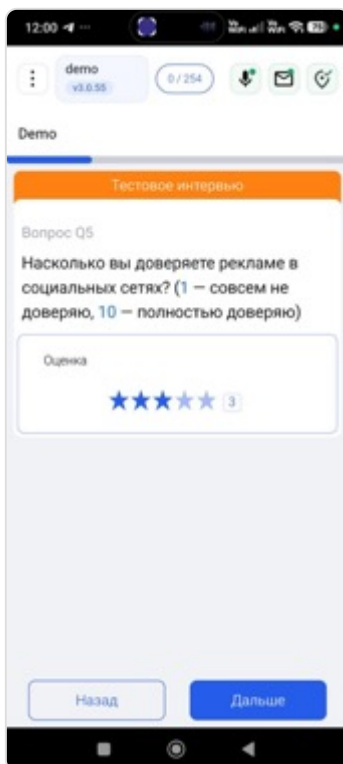 12:00
demo
v3.0.55
0 / 254
Demo
Тестовое интервью
Вопрос Q5
Насколько вы доверяете рекламе в
социальных сетях? (1 — совсем не
доверяю, 10 — полностью доверяю)
Оценка
3
Назад
Дальше